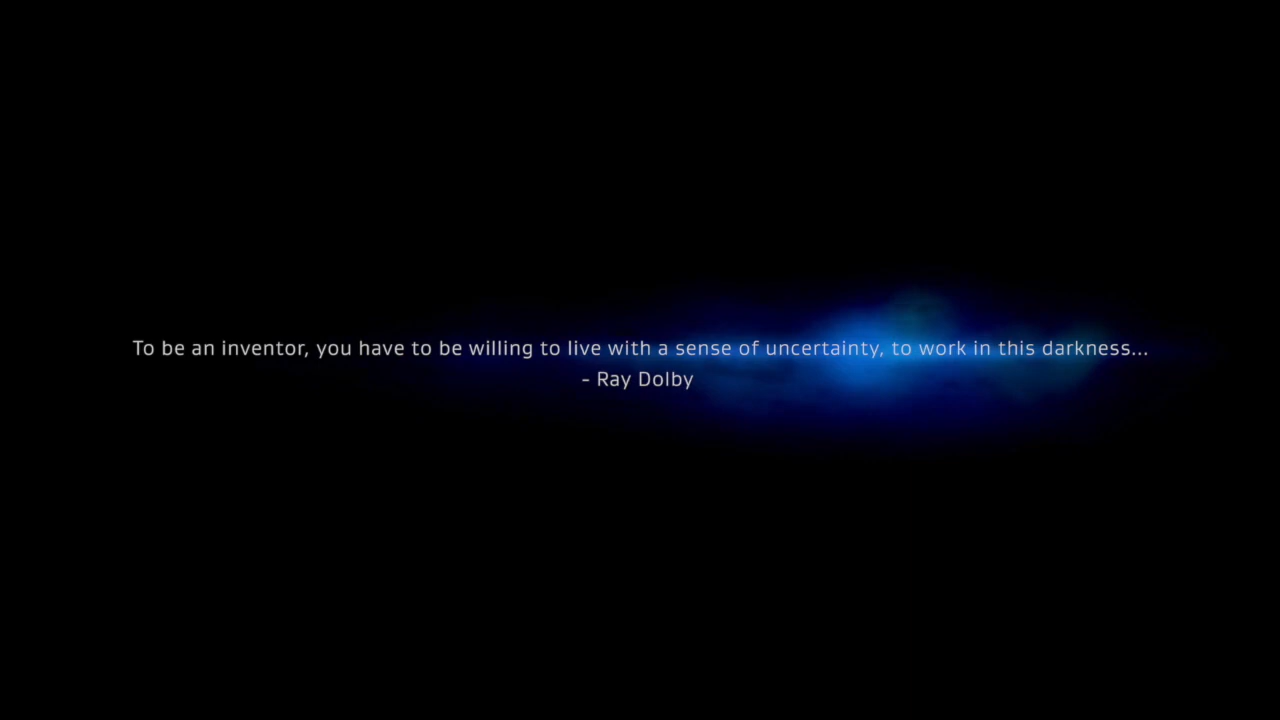 To be an inventor, you have to be willing to live with a sense of uncertainty, to work in this darkness...
- Ray Dolby